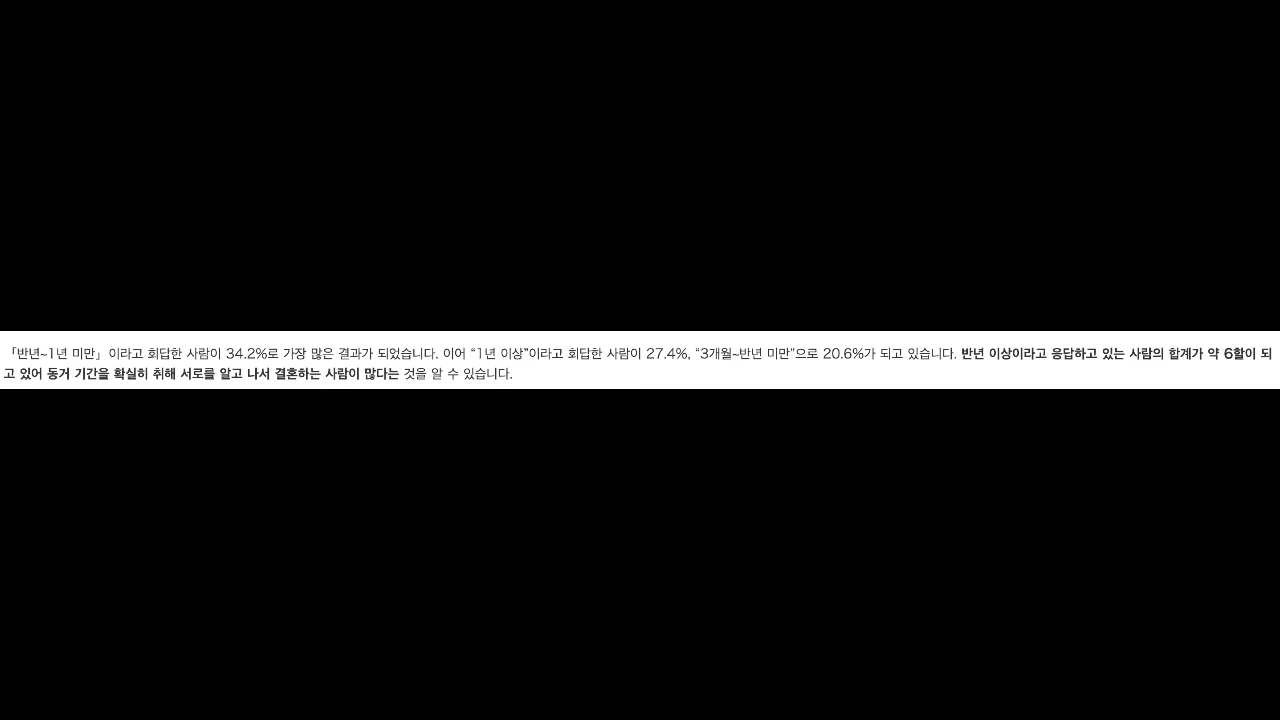 「반년~1년 미만」이라고 회답한 사람이 34.2%로 가장 많은 결과가 되었습니다. 이어 “1년 이상”이라고 회답한 사람이 27.4%, “3개월~반년 미만"으로 20.6%가 되고 있습니다. 반년 이상이라고 응답하고 있는 사람의 합계가 약 6할이 되
고 있어 동거 기간을 확실히 취해 서로를 알고 나서 결혼하는 사람이 많다는 것을 알 수 있습니다.